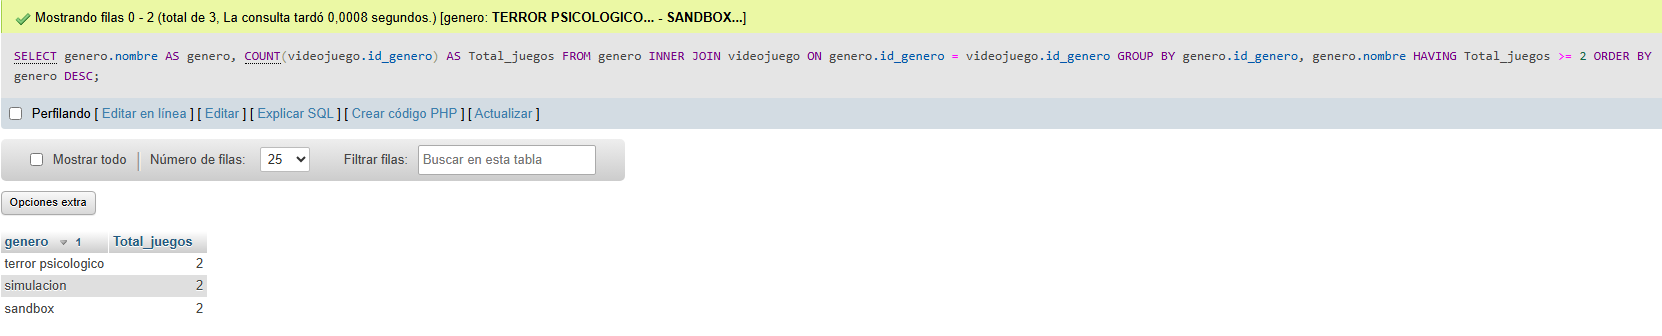 Mostrando filas 0 - 2 (total de 3, La consulta tardó 0,0008 segundos.) [genero: TERROR PSICOLOGICO... - SANDBOX...]
SELECT genero.nombre AS genero, COUNT(videojuego.id_genero) AS Total_juegos FROM genero INNER JOIN videojuego ON genero.id_genero = videojuego.id_genero GROUP BY genero.id_genero, genero.nombre HAVING Total_juegos >= 2 ORDER BY
genero DESC;
Perfilando [ Editar en línea ] [ Editar ] [ Explicar SQL ] [ Crear código PHP ] [ Actualizar ]
Mostrar todo | Número de filas: 25 Filtrar filas: Buscar en esta tabla
Opciones extra
genero 1 Total_juegos
terror psicologico 2
simulacion 2
sandbox 2